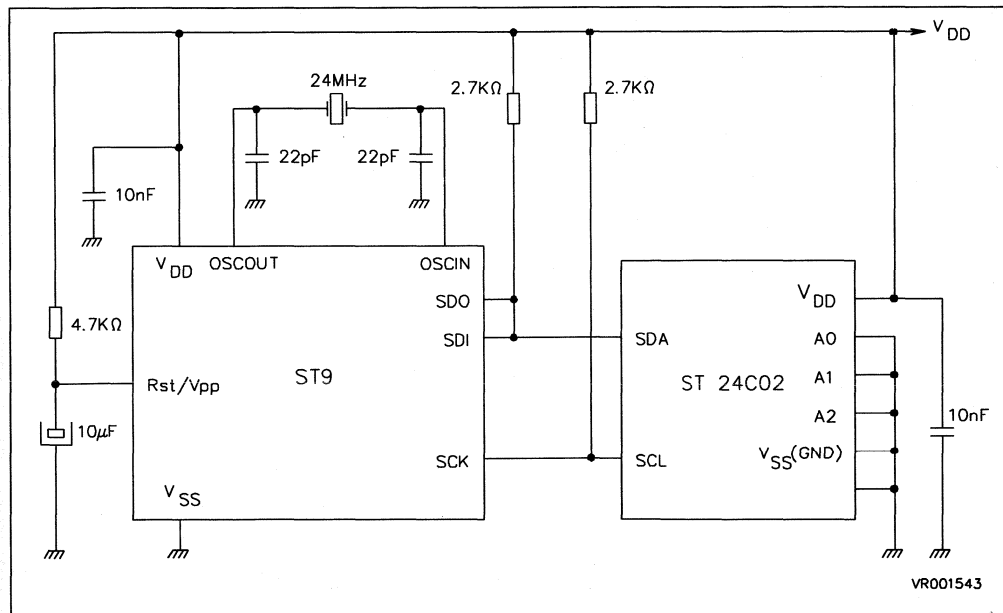 V DD
24MHz
2.7KΩ
2.7KΩ
22pF
22pF
10nF
V DD
OSCOUT
OSCIN
SDO
V DD
4.7KΩ
SDI
SDA
A0
Rst/Vpp
ST9
ST 24C02
A1
A2
10µF
10nF
SCK
SCL
V SS (GND)
V SS
VR001543